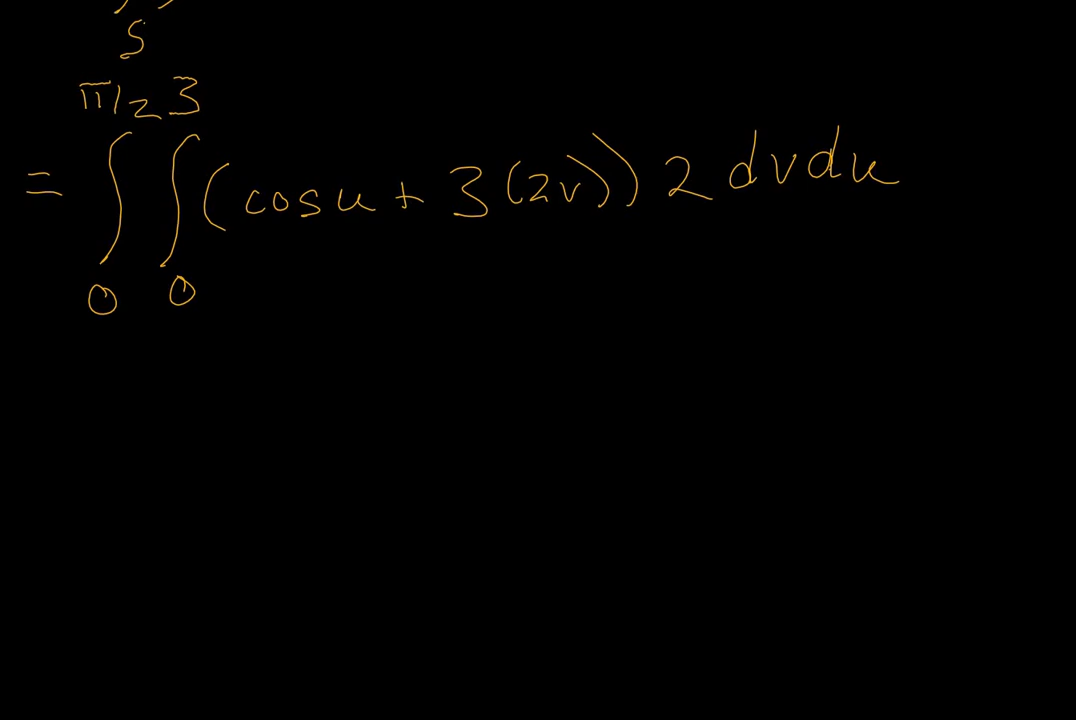 S
π/2 3
= ∫ ∫ (cos u + 3(2v)) 2 dv du
0 0